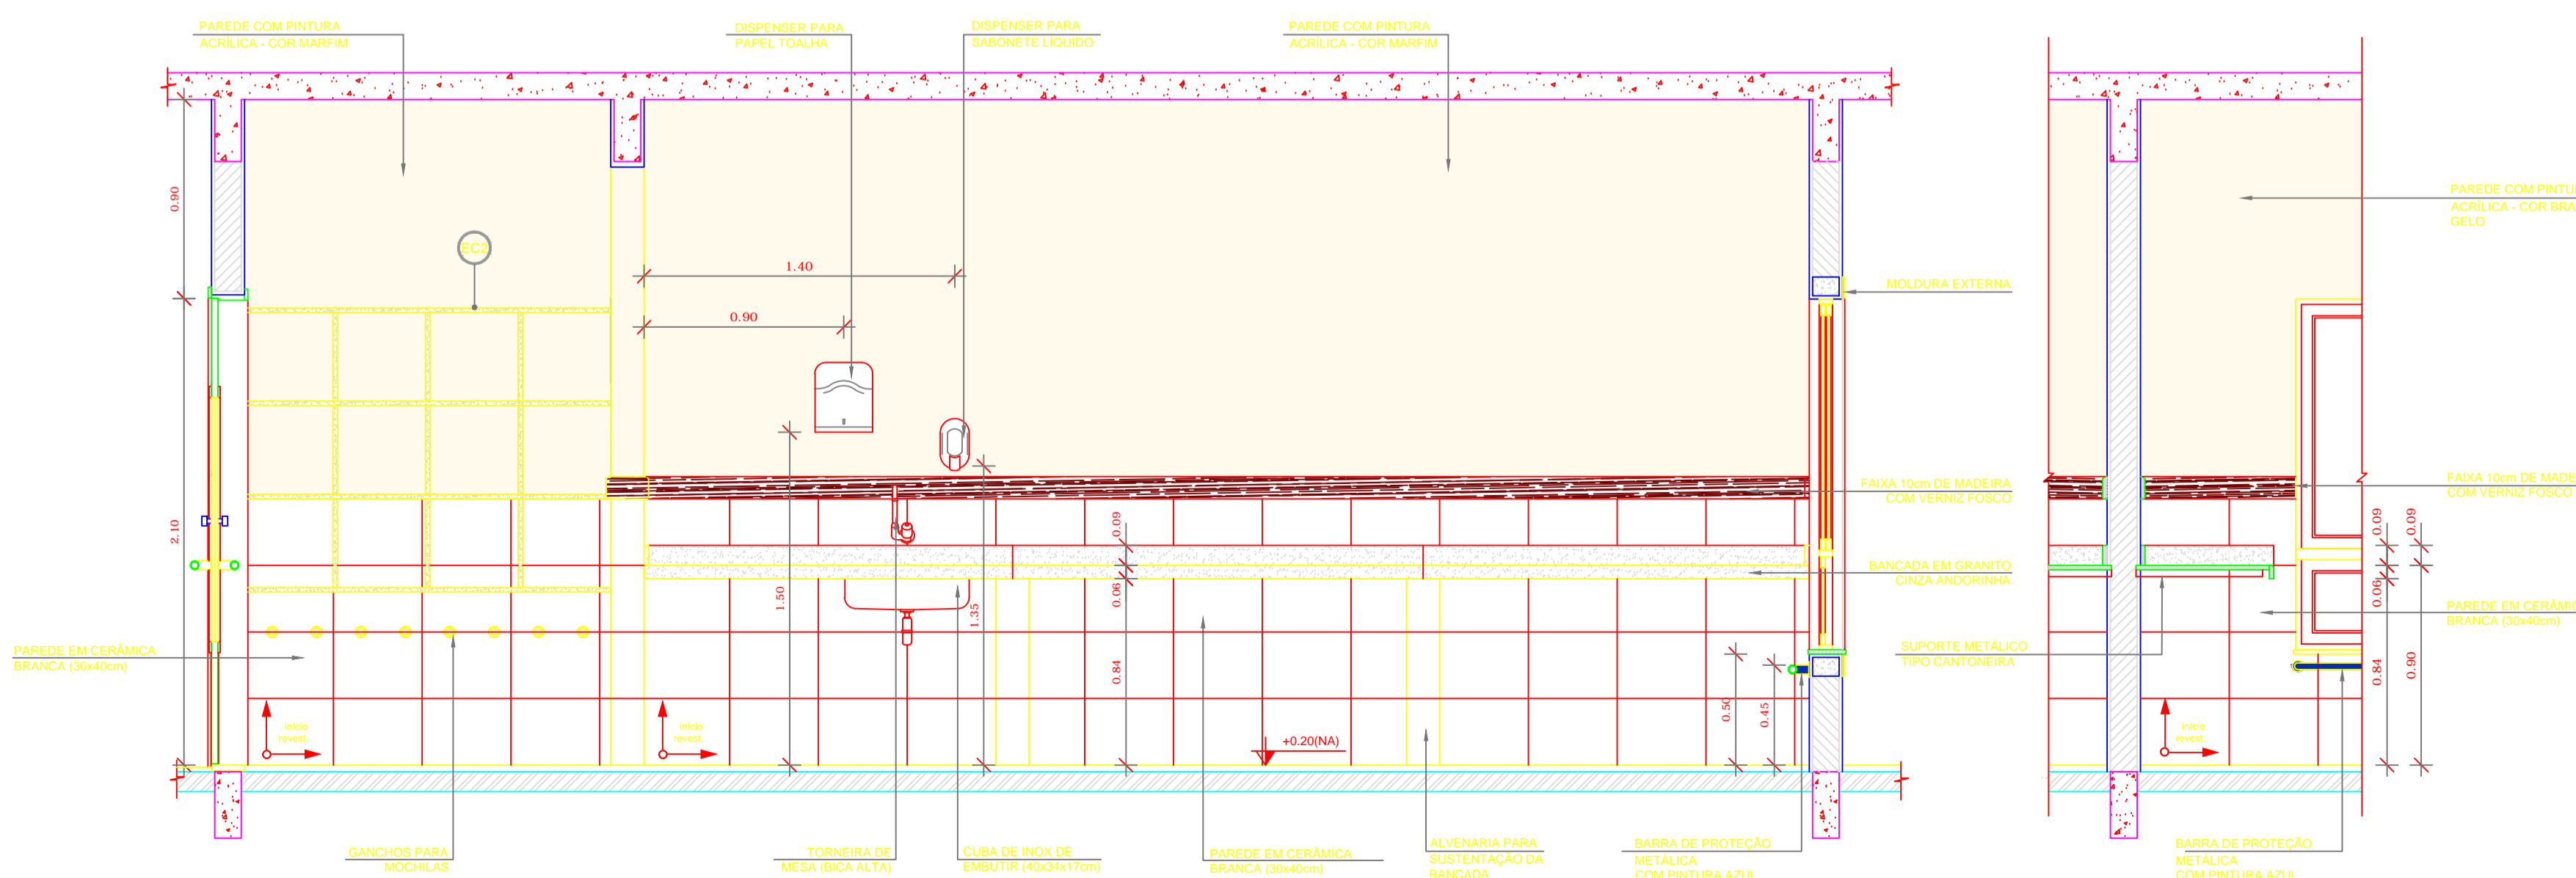 PAREDE COM PINTURA
ACRÍLICA - COR MARFIM
DISPENSER PARA
PAPEL TOALHA
DISPENSER PARA
SABONETE LÍQUIDO
PAREDE COM PINTURA
ACRÍLICA - COR MARFIM
0.90
EC2
1.40
0.90
MOLDURA EXTERNA
PAREDE COM PINTU
ACRÍLICA - COR BRA
GELO
2.10
1.50
1.35
0.09
0.06
0.84
FAIXA 10cm DE MADEIRA
COM VERNIZ FOSCO
FAIXA 10cm DE MADE
COM VERNIZ FOSCO
BANCADA EM GRANITO
CINZA ANDORINHA
0.09
0.09
0.06
0.84
0.90
PAREDE EM CERÂMICA
BRANCA (30x40cm)
SUPORTE METÁLICO
TIPO CANTONEIRA
PAREDE EM CERÂMIC
BRANCA (30x40cm)
0.50
0.45
início
revest.
início
revest.
+0.20(NA)
início
revest.
GANCHOS PARA
MOCHILAS
TORNEIRA DE
MESA (BICA ALTA)
CUBA DE INOX DE
EMBUTIR (40x34x17cm)
PAREDE EM CERÂMICA
BRANCA (30x40cm)
ALVENARIA PARA
SUSTENTAÇÃO DA
BANCADA
BARRA DE PROTEÇÃO
METÁLICA
COM PINTURA AZUL
BARRA DE PROTEÇÃO
METÁLICA
COM PINTURA AZUL